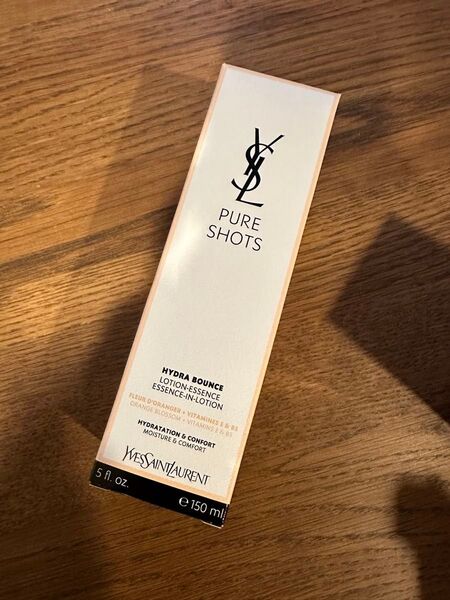 YSL
PURE
SHOTS
HYDRA BOUNCE
LOTION-ESSENCE
ESSENCE-IN-LOTION
FLEUR D'ORANGER + VITAMINES E & B5
ORANGE BLOSSOM + VITAMINS E & B5
HYDRATATION & CONFORT
MOISTURE & COMFORT
YVESSAINTLAURENT
5 fl. oz. ℮ 150 ml